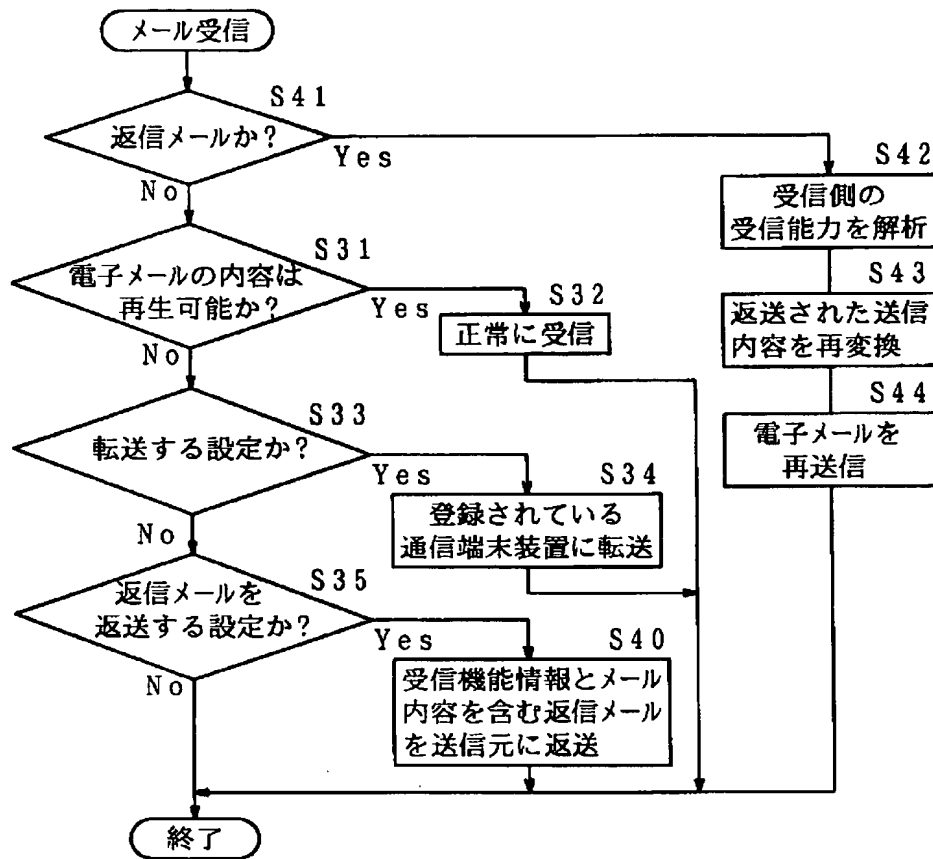 メール受信
S41
返信メールか?
Yes
No
S42
受信側の
受信能力を解析
S31
電子メールの内容は
再生可能か?
Yes
No
S32
正常に受信
S43
返送された送信
内容を再変換
S33
転送する設定か?
Yes
No
S44
電子メールを
再送信
S34
登録されている
通信端末装置に転送
S35
返信メールを
返送する設定か?
Yes
No
S40
受信機能情報とメール
内容を含む返信メール
を送信元に返送
終了